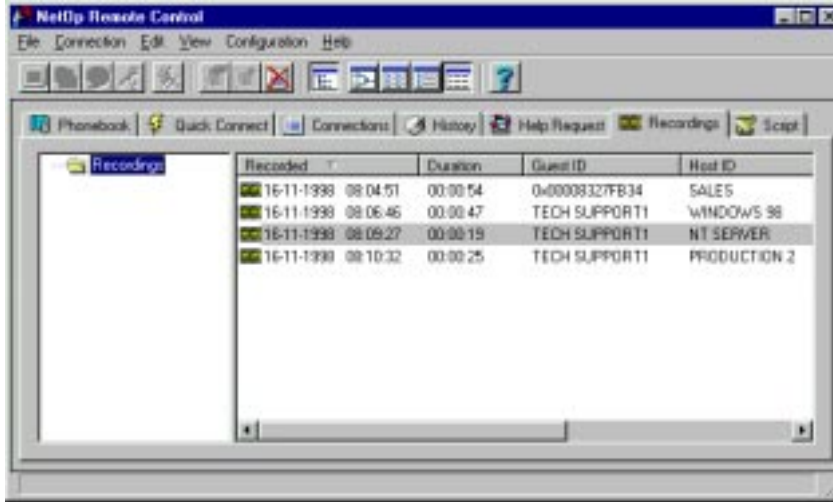 NetOp Remote Control
File Connection Edit View Configuration Help
Phonebook Quick Connect Connections History Help Request Recordings Script
Recordings
Recorded Duration Guest ID Host ID
16-11-1998 08:04:51 00:00:54 0x00008327FB34 SALES
16-11-1998 08:06:46 00:00:47 TECH SUPPORT1 WINDOWS 98
16-11-1998 08:09:27 00:00:19 TECH SUPPORT1 NT SERVER
16-11-1998 08:10:32 00:00:25 TECH SUPPORT1 PRODUCTION 2